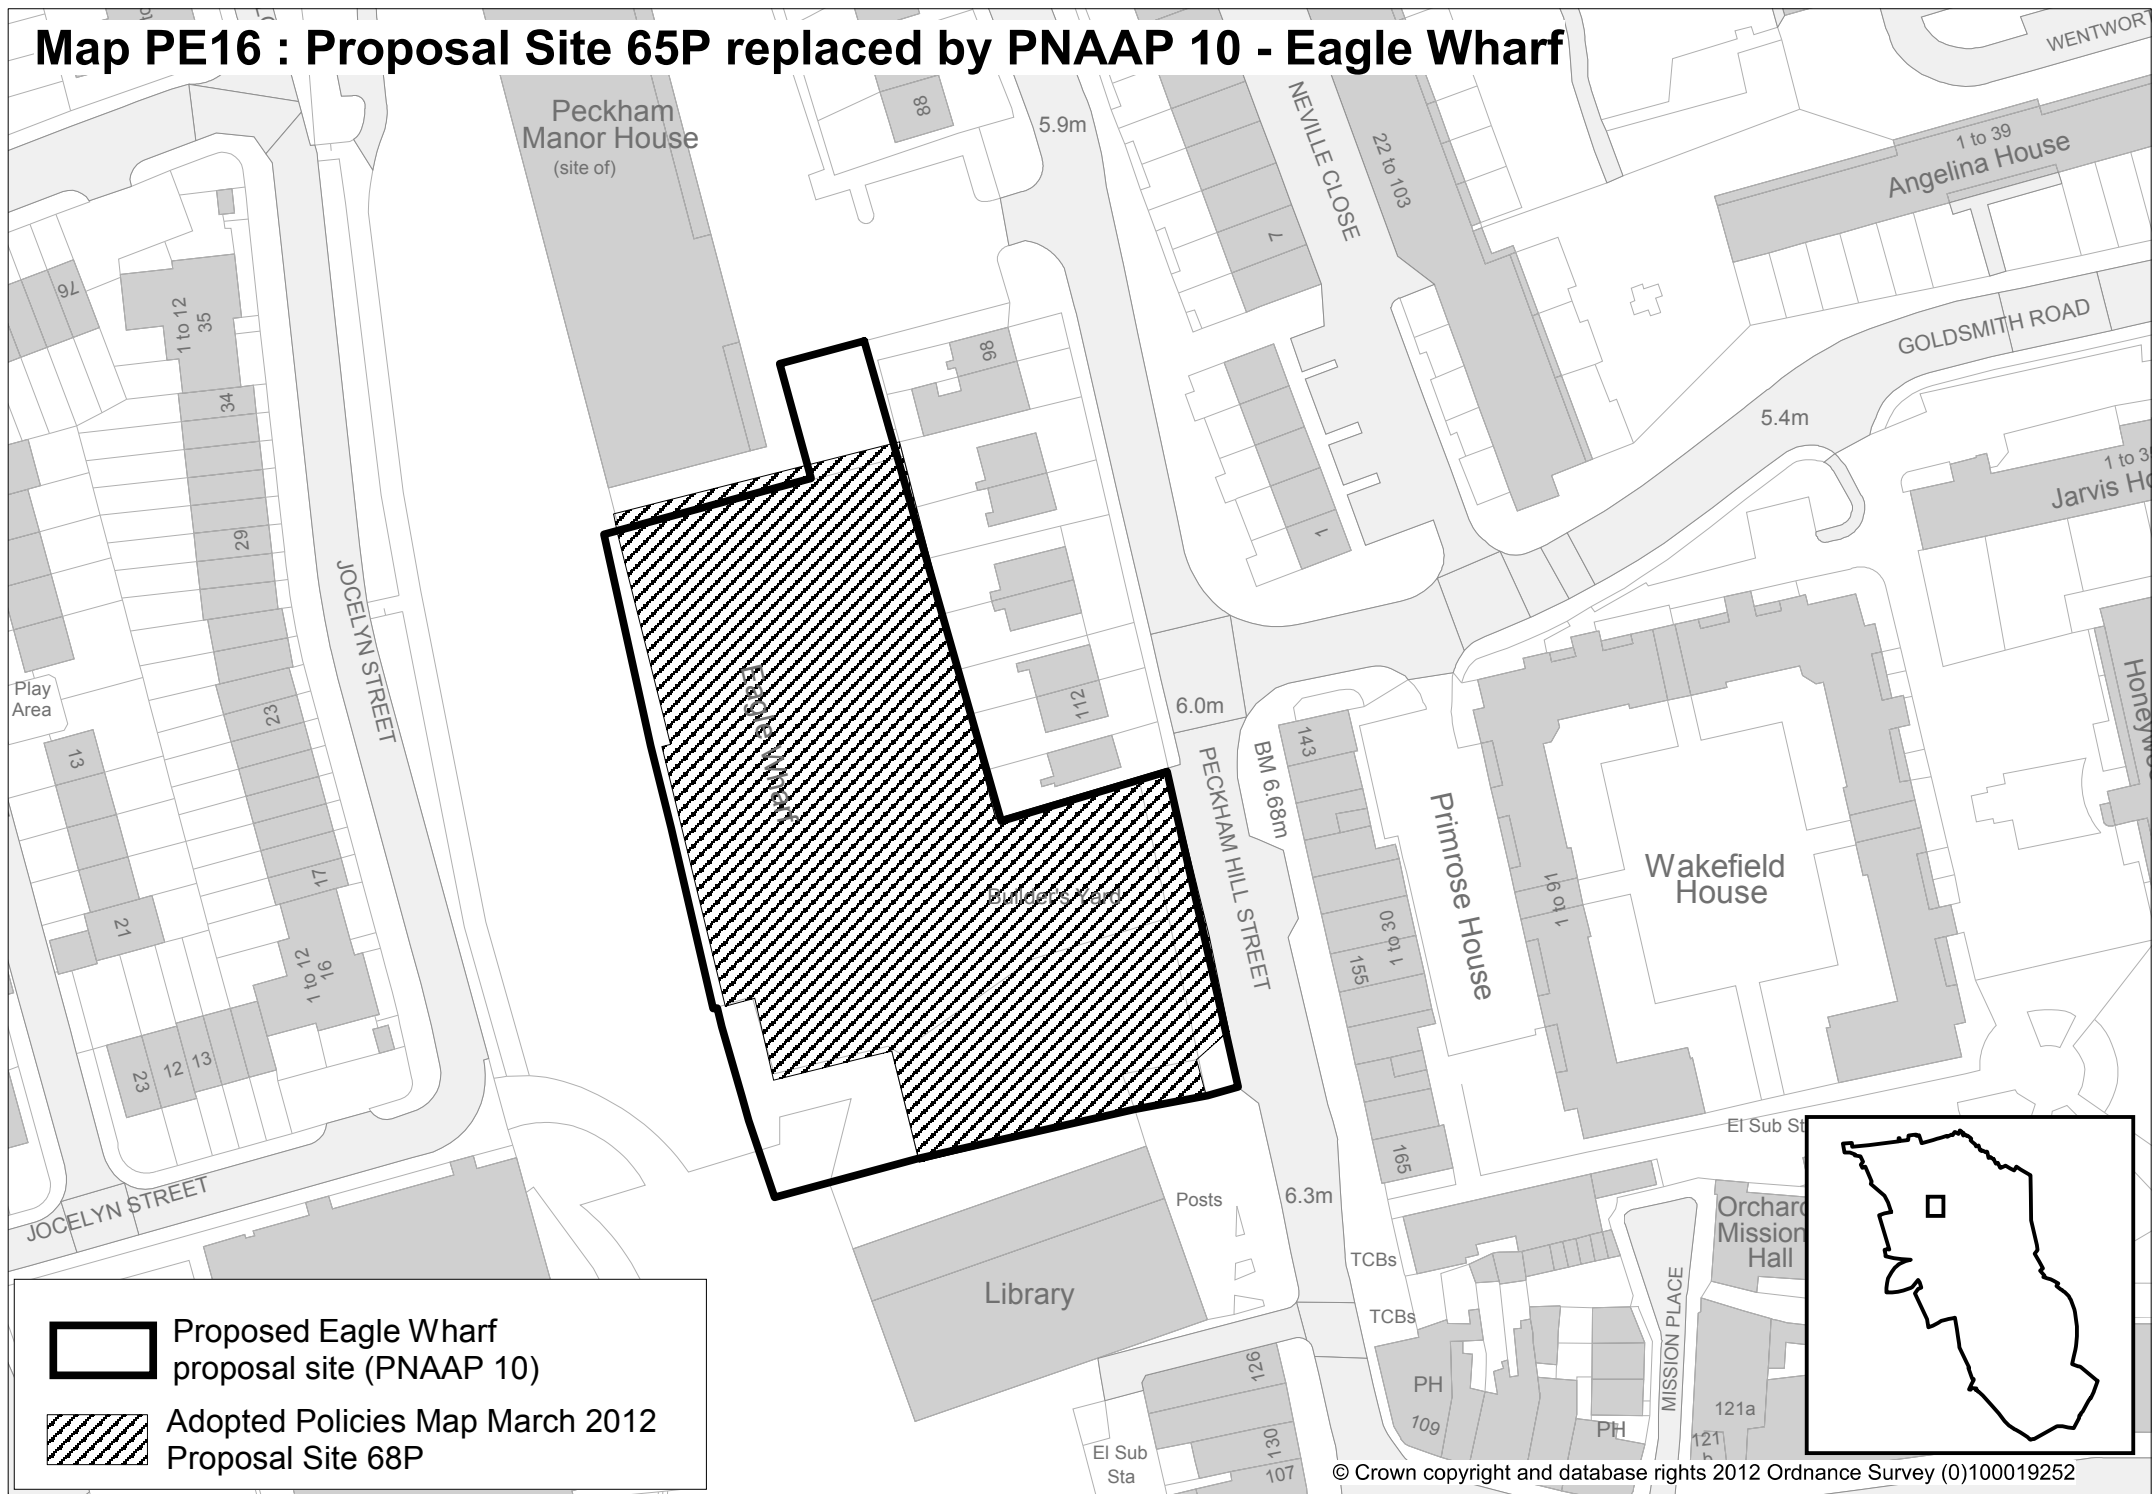 Map PE16 : Proposal Site 65P replaced by PNAAP 10 - Eagle Wharf
Peckham
Manor House
(site of)
88
5.9m
NEVILLE CLOSE
22 to 103
7
WENTWORT
1 to 39
Angelina House
GOLDSMITH ROAD
5.4m
1 to 3
Jarvis Ho
76
1 to 12
35
34
29
23
17
1 to 12
16
JOCELYN STREET
98
112
1
6.0m
BM 6.68m
PECKHAM HILL STREET
143
155
1 to 30
165
Primrose House
1 to 91
Wakefield
House
Honeyw
Play
Area
13
21
23
12
13
JOCELYN STREET
Eagle Wharf
Builder's Yard
El Sub St
Posts
6.3m
TCBs
TCBs
Library
Orchard
Mission
Hall
MISSION PLACE
PH
109
PH
121a
121
126
130
107
El Sub
Sta
Proposed Eagle Wharf
proposal site (PNAAP 10)
Adopted Policies Map March 2012
Proposal Site 68P
© Crown copyright and database rights 2012 Ordnance Survey (0)100019252